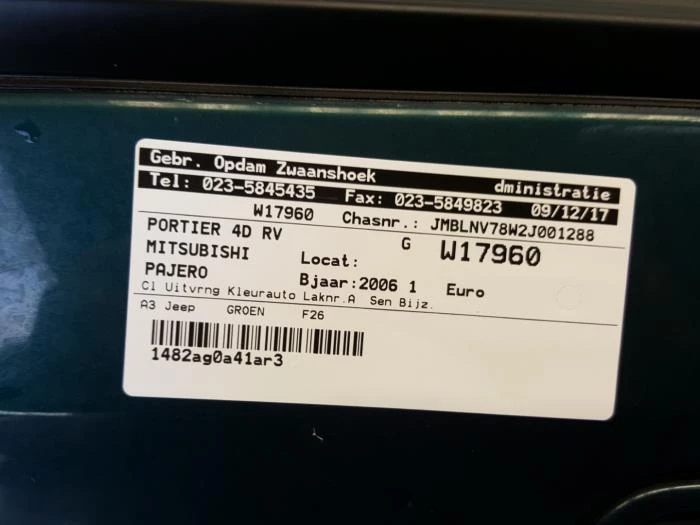 Gebr. Opdam Zwaanshoek dministratie
Tel: 023-5845435 Fax: 023-5849823 09/12/17
W17960 Chasnr.: JMBLNV78W2J001288
PORTIER 4D RV G W17960
MITSUBISHI Locat:
PAJERO Bjaar:2006 1 Euro
Cl Uitvrng Kleurauto Laknr.A Sen Bijz.
A3 Jeep GROEN F26
1482ag0a41ar3